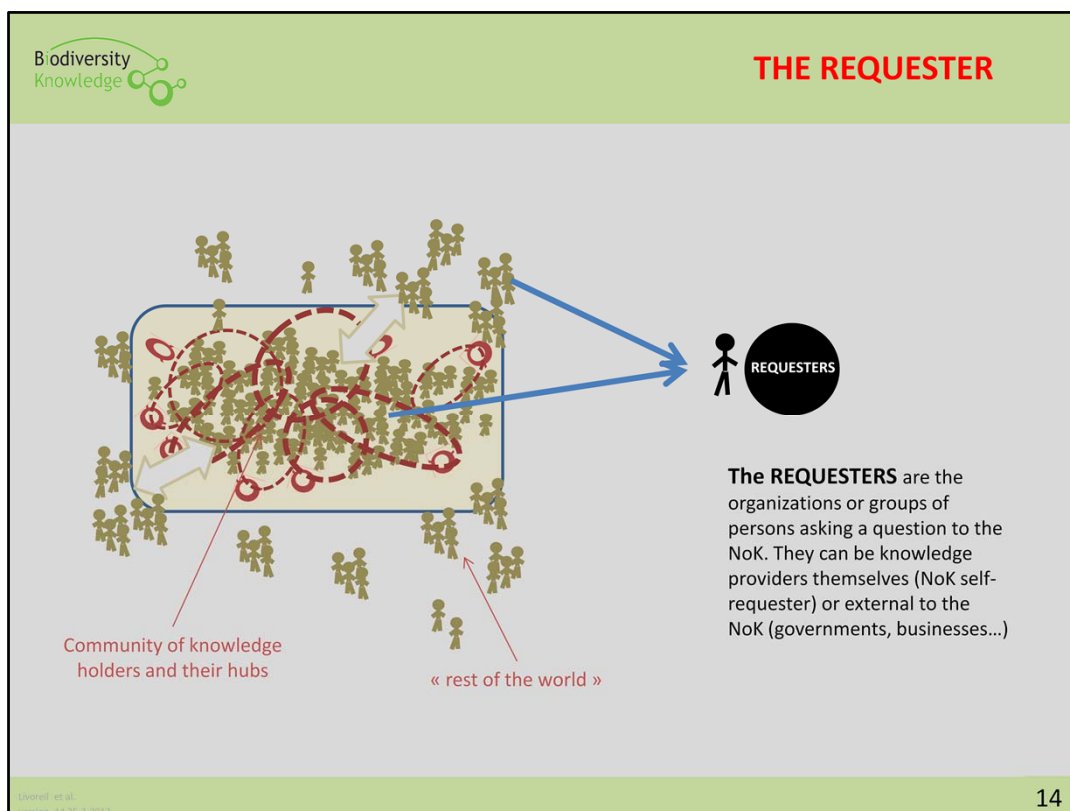 Biodiversity
Knowledge
THE REQUESTER
REQUESTERS
The REQUESTERS are the
organizations or groups of
persons asking a question to the
NoK. They can be knowledge
providers themselves (NoK self-
requester) or external to the
NoK (governments, businesses...)
Community of knowledge
holders and their hubs
« rest of the world »
Livoreil et al.
14